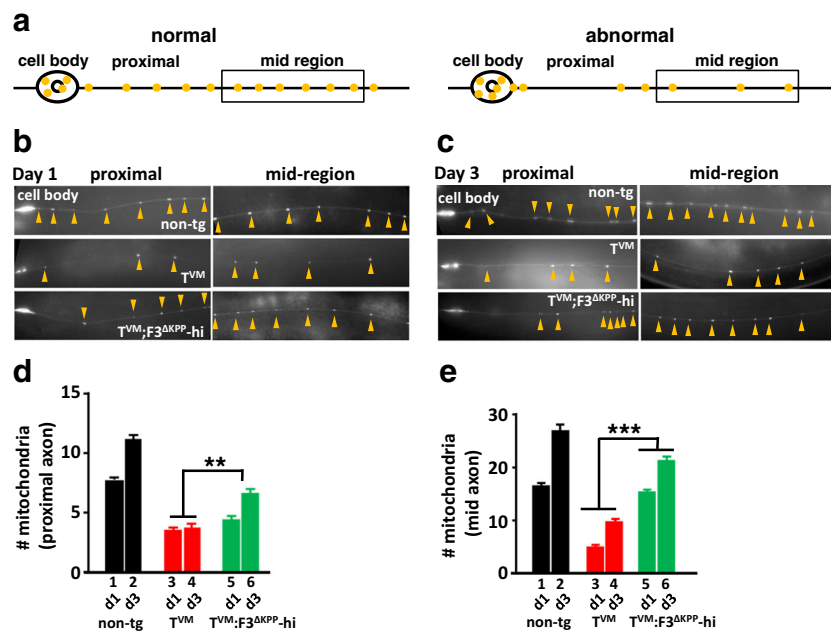 a
normal
abnormal
cell body
proximal
mid region
cell body
proximal
mid region
b
Day 1
proximal
mid-region
cell body
non-tg
T^VM
T^VM;F3^ΔKPP-hi
c
Day 3
proximal
mid-region
cell body
non-tg
T^VM
T^VM;F3^ΔKPP-hi
d
# mitochondria
(proximal axon)
15
10
5
0
**
1 2 3 4 5 6
d1 d3 d1 d3 d1 d3
non-tg T^VM T^VM:F3^ΔKPP-hi
e
# mitochondria
(mid axon)
30
20
10
0
***
1 2 3 4 5 6
d1 d3 d1 d3 d1 d3
non-tg T^VM T^VM:F3^ΔKPP-hi